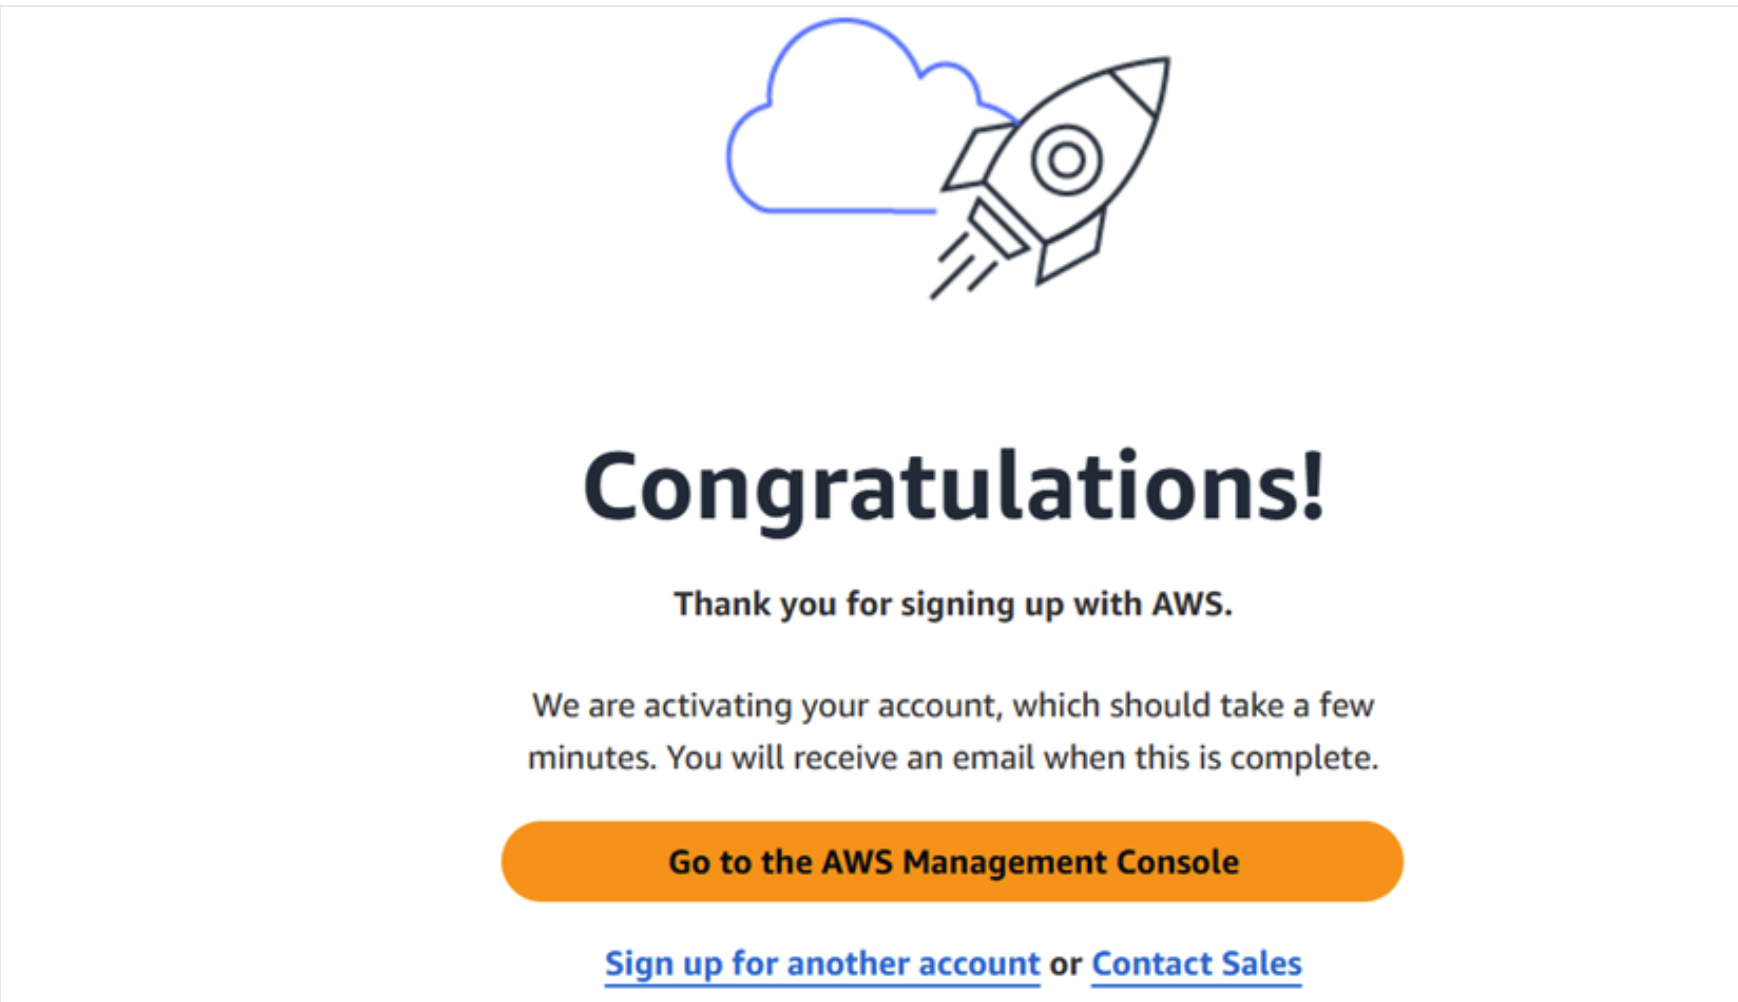 Congratulations!
Thank you for signing up with AWS.
We are activating your account, which should take a few
minutes. You will receive an email when this is complete.
Go to the AWS Management Console
Sign up for another account or Contact Sales